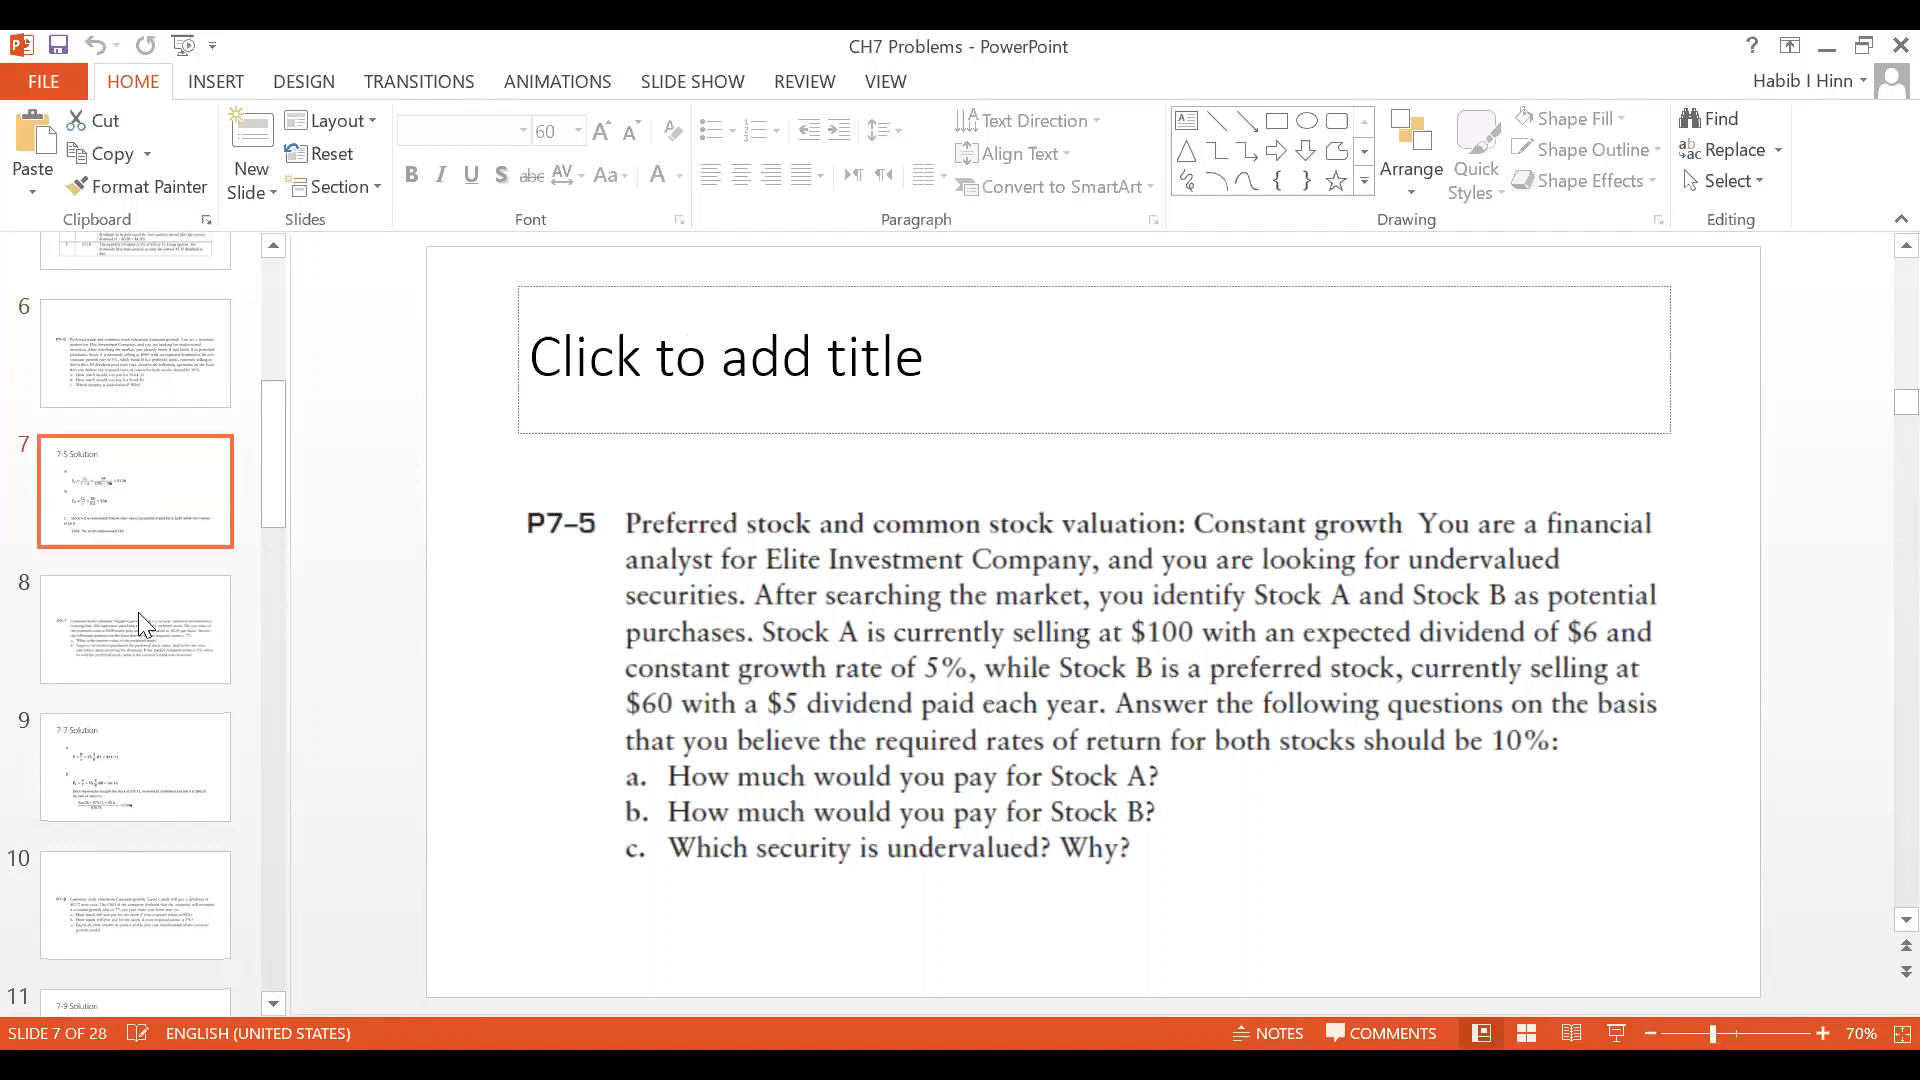 CH7 Problems - PowerPoint
?
Habib I Hinn
FILE HOME INSERT DESIGN TRANSITIONS ANIMATIONS SLIDE SHOW REVIEW VIEW
Paste
Cut
Copy
Format Painter
Clipboard
New
Slide
Layout
Reset
Section
Slides
60
B I U S abc AV Aa A
Font
Text Direction
Align Text
Convert to SmartArt
Paragraph
Arrange
Quick
Styles
Shape Fill
Shape Outline
Shape Effects
Drawing
Find
Replace
Select
Editing
6
7
7-5 Solution
8
9
7-7 Solution
10
11
7-9 Solution
Click to add title
P7–5 Preferred stock and common stock valuation: Constant growth You are a financial
analyst for Elite Investment Company, and you are looking for undervalued
securities. After searching the market, you identify Stock A and Stock B as potential
purchases. Stock A is currently selling at $100 with an expected dividend of $6 and
constant growth rate of 5%, while Stock B is a preferred stock, currently selling at
$60 with a $5 dividend paid each year. Answer the following questions on the basis
that you believe the required rates of return for both stocks should be 10%:
a. How much would you pay for Stock A?
b. How much would you pay for Stock B?
c. Which security is undervalued? Why?
SLIDE 7 OF 28
ENGLISH (UNITED STATES)
NOTES
COMMENTS
70%